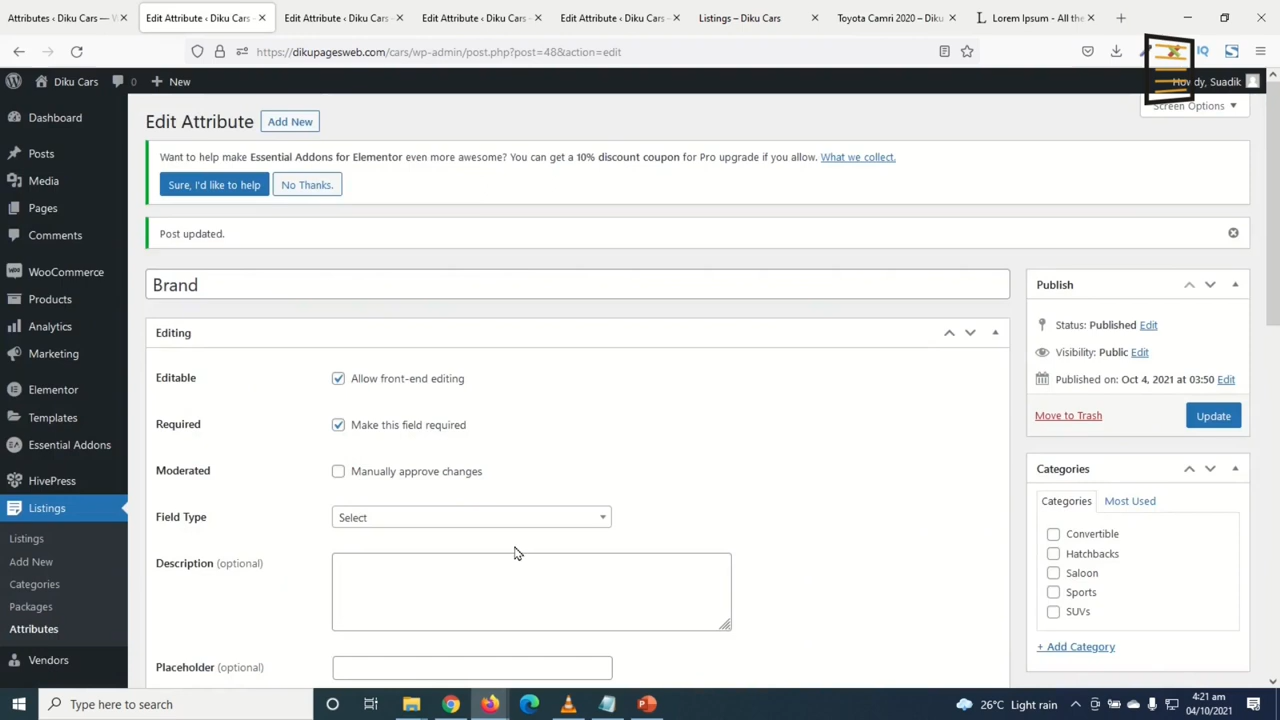 Attributes ‹ Diku Cars — W
Edit Attribute ‹ Diku Cars
Edit Attribute ‹ Diku Cars
Edit Attribute ‹ Diku Cars
Edit Attribute ‹ Diku Cars
Listings – Diku Cars
Toyota Camri 2020 – Diku
Lorem Ipsum - All the
https://dikupagesweb.com/cars/wp-admin/post.php?post=48&action=edit
IQ
Diku Cars
0
New
Howdy, Suadik
Screen Options
Dashboard
Posts
Media
Pages
Comments
WooCommerce
Products
Analytics
Marketing
Elementor
Templates
Essential Addons
HivePress
Listings
Listings
Add New
Categories
Packages
Attributes
Vendors
Edit Attribute
Add New
Want to help make Essential Addons for Elementor even more awesome? You can get a 10% discount coupon for Pro upgrade if you allow. What we collect.
Sure, I'd like to help
No Thanks.
Post updated.
Brand
Editing
Editable
Allow front-end editing
Required
Make this field required
Moderated
Manually approve changes
Field Type
Select
Description (optional)
Placeholder (optional)
Publish
Status: Published Edit
Visibility: Public Edit
Published on: Oct 4, 2021 at 03:50 Edit
Move to Trash
Update
Categories
Categories
Most Used
Convertible
Hatchbacks
Saloon
Sports
SUVs
+ Add Category
Type here to search
26°C Light rain
4:21 am
04/10/2021